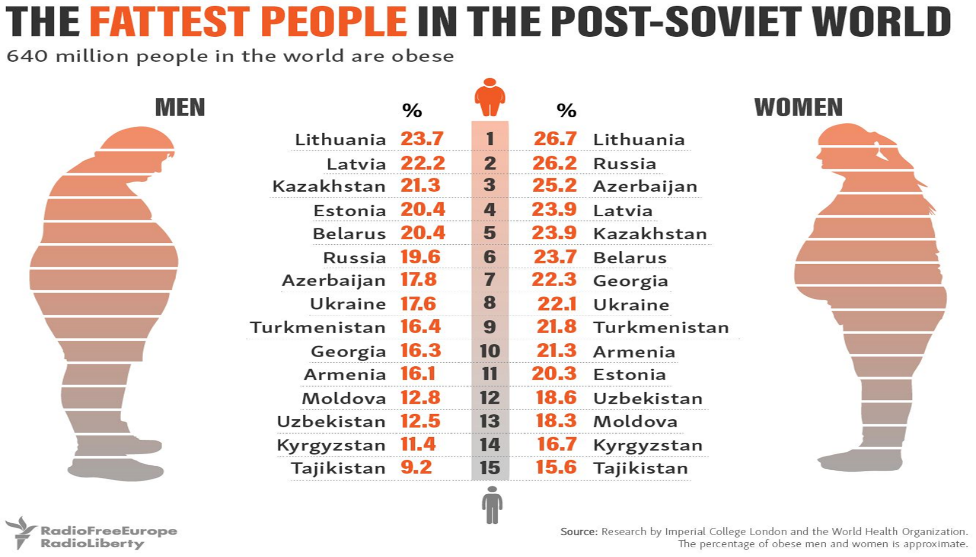 THE FATTEST PEOPLE IN THE POST-SOVIET WORLD
640 million people in the world are obese
MEN % % WOMEN
Lithuania 23.7 1 26.7 Lithuania
Latvia 22.2 2 26.2 Russia
Kazakhstan 21.3 3 25.2 Azerbaijan
Estonia 20.4 4 23.9 Latvia
Belarus 20.4 5 23.9 Kazakhstan
Russia 19.6 6 23.7 Belarus
Azerbaijan 17.8 7 22.3 Georgia
Ukraine 17.6 8 22.1 Ukraine
Turkmenistan 16.4 9 21.8 Turkmenistan
Georgia 16.3 10 21.3 Armenia
Armenia 16.1 11 20.3 Estonia
Moldova 12.8 12 18.6 Uzbekistan
Uzbekistan 12.5 13 18.3 Moldova
Kyrgyzstan 11.4 14 16.7 Kyrgyzstan
Tajikistan 9.2 15 15.6 Tajikistan
RadioFreeEurope
RadioLiberty
Source: Research by Imperial College London and the World Health Organization.
The percentage of obese men and women is approximate.